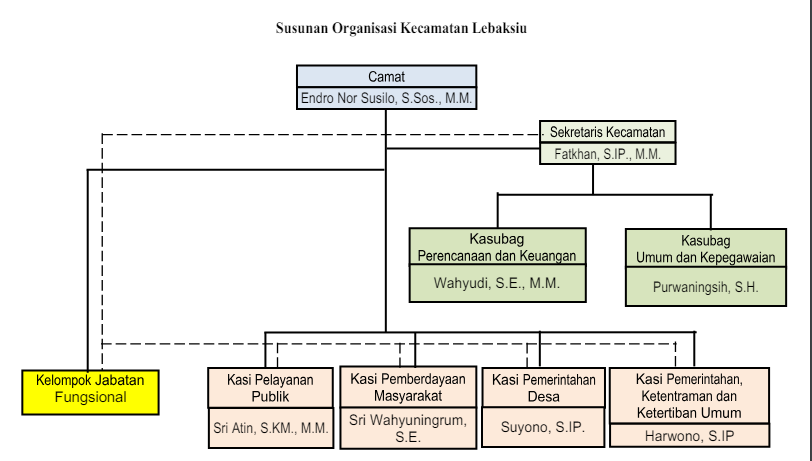 Susunan Organisasi Kecamatan Lebaksiu
Camat
Endro Nor Susilo, S.Sos., M.M.
Sekretaris Kecamatan
Fatkhan, S.IP., M.M.
Kasubag
Perencanaan dan Keuangan
Wahyudi, S.E., M.M.
Kasubag
Umum dan Kepegawaian
Purwaningsih, S.H.
Kelompok Jabatan
Fungsional
Kasi Pelayanan
Publik
Sri Atin, S.KM., M.M.
Kasi Pemberdayaan
Masyarakat
Sri Wahyuningrum,
S.E.
Kasi Pemerintahan
Desa
Suyono, S.IP.
Kasi Pemerintahan,
Ketentraman dan
Ketertiban Umum
Harwono, S.IP